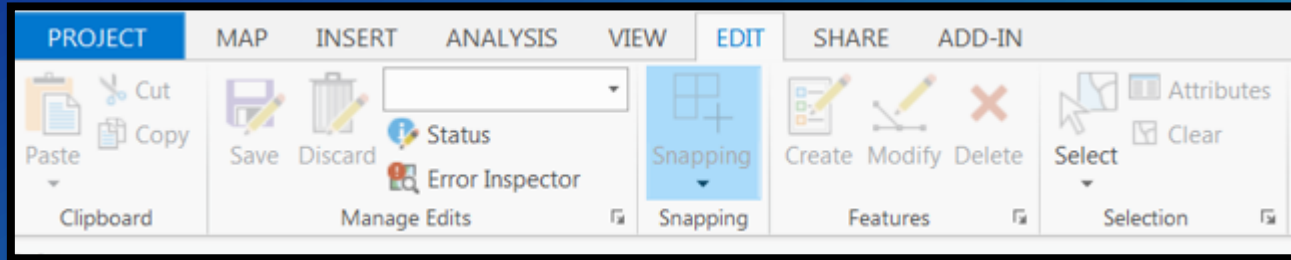 PROJECT MAP INSERT ANALYSIS VIEW EDIT SHARE ADD-IN
Paste
Cut
Copy
Clipboard
Save
Discard
Status
Error Inspector
Manage Edits
Snapping
Snapping
Create
Modify
Delete
Features
Select
Attributes
Clear
Selection